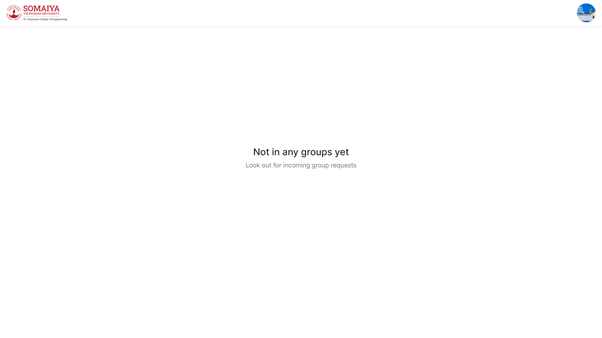 SOMAIYA
VIDYAVIHAR UNIVERSITY
K J Somaiya College of Engineering
Not in any groups yet
Look out for incoming group requests